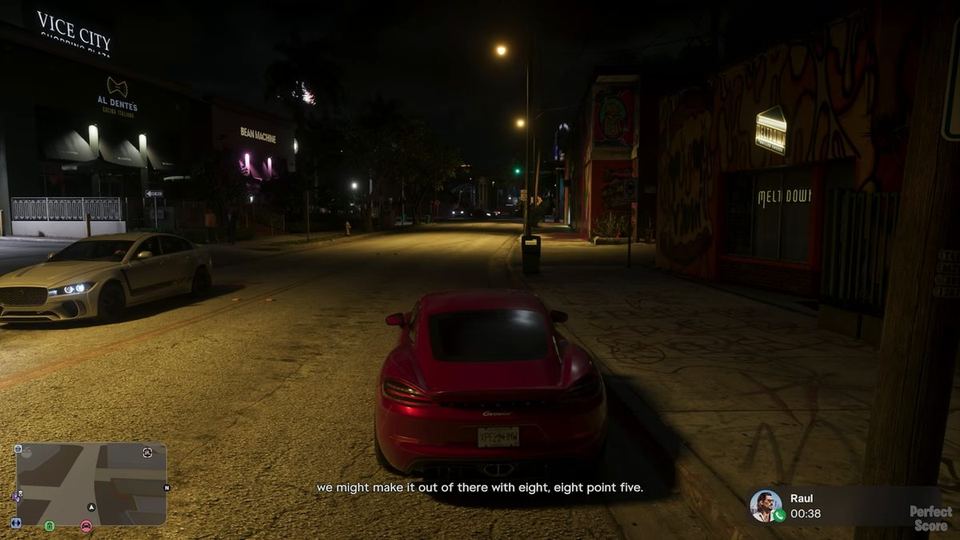 VICE CITY
SHOPPING PLAZA
AL DENTE'S
BEAN MACHINE
MELTDOWN
we might make it out of there with eight, eight point five.
Raul
00:38
Perfect
Score
N